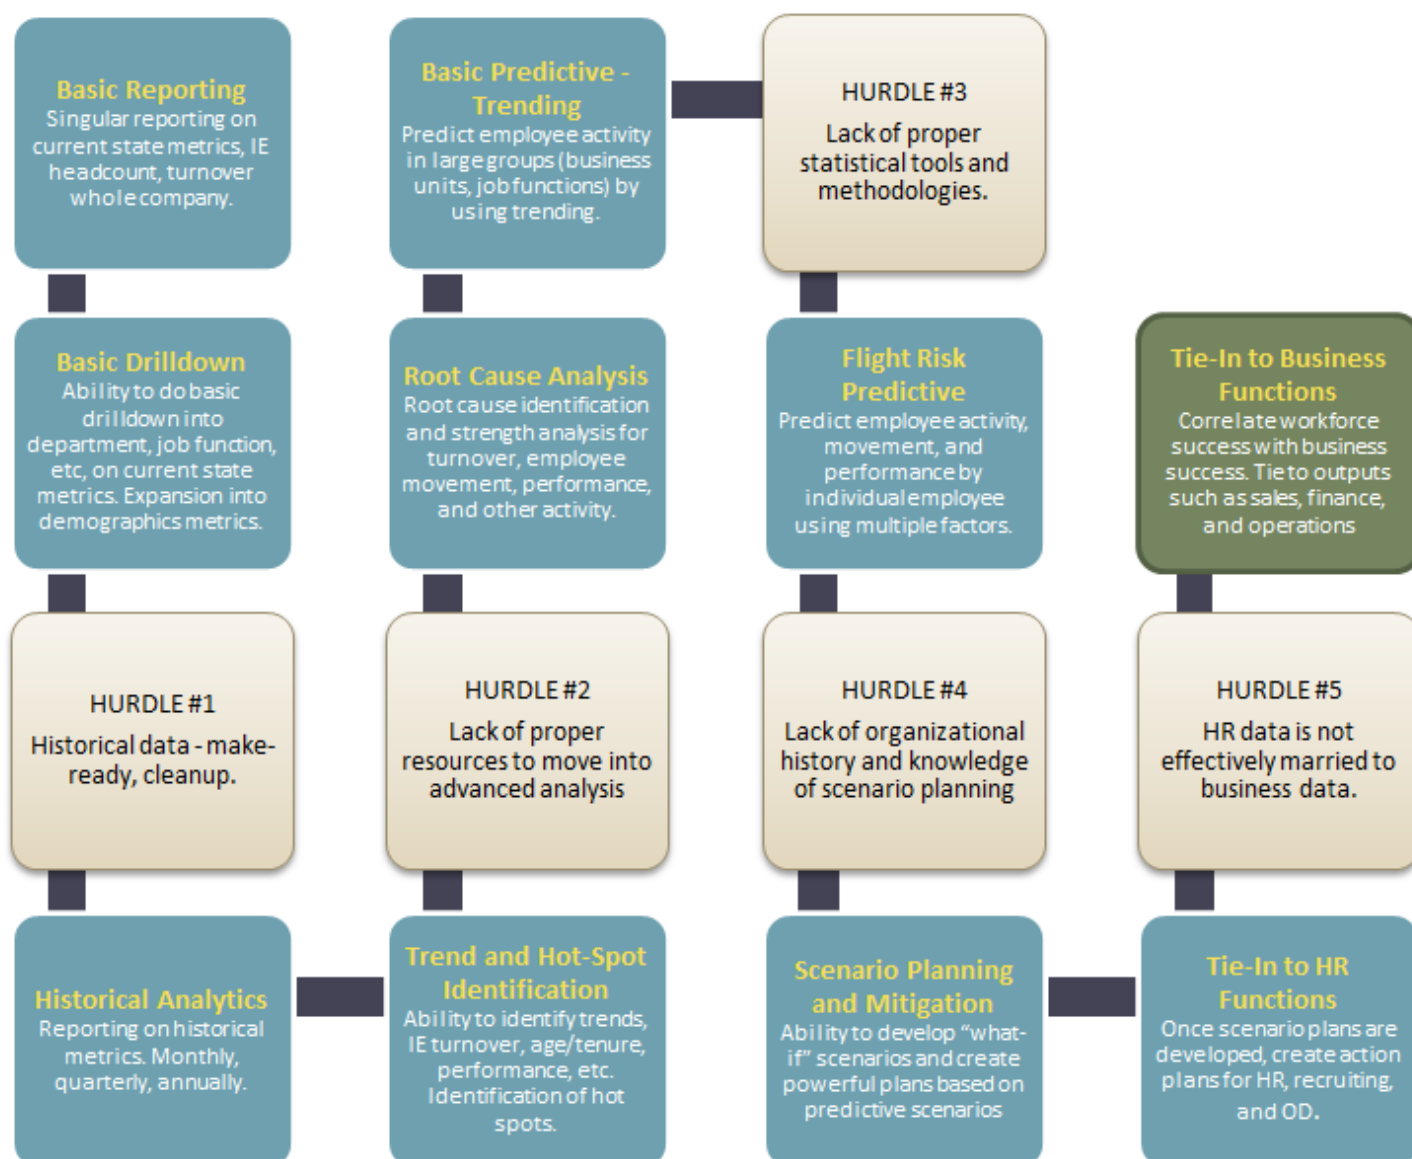 Basic Reporting
Singular reporting on
current state metrics, IE
headcount, turnover
whole company.
Basic Drilldown
Ability to do basic
drilldown into
department, job function,
etc, on current state
metrics. Expansion into
demographics metrics.
HURDLE #1
Historical data - make-
ready, cleanup.
Historical Analytics
Reporting on historical
metrics. Monthly,
quarterly, annually.
Trend and Hot-Spot
Identification
Ability to identify trends,
IE turnover, age/tenure,
performance, etc.
Identification of hot
spots.
HURDLE #2
Lack of proper
resources to move into
advanced analysis
Root Cause Analysis
Root cause identification
and strength analysis for
turnover, employee
movement, performance,
and other activity.
Basic Predictive -
Trending
Predict employee activity
in large groups (business
units, job functions) by
using trending.
HURDLE #3
Lack of proper
statistical tools and
methodologies.
Flight Risk
Predictive
Predict employee activity,
movement, and
performance by
individual employee
using multiple factors.
HURDLE #4
Lack of organizational
history and knowledge
of scenario planning
Scenario Planning
and Mitigation
Ability to develop “what-
if” scenarios and create
powerful plans based on
predictive scenarios
Tie-In to HR
Functions
Once scenario plans are
developed, create action
plans for HR, recruiting,
and OD.
HURDLE #5
HR data is not
effectively married to
business data.
Tie-In to Business
Functions
Correlate workforce
success with business
success. Tie to outputs
such as sales, finance,
and operations